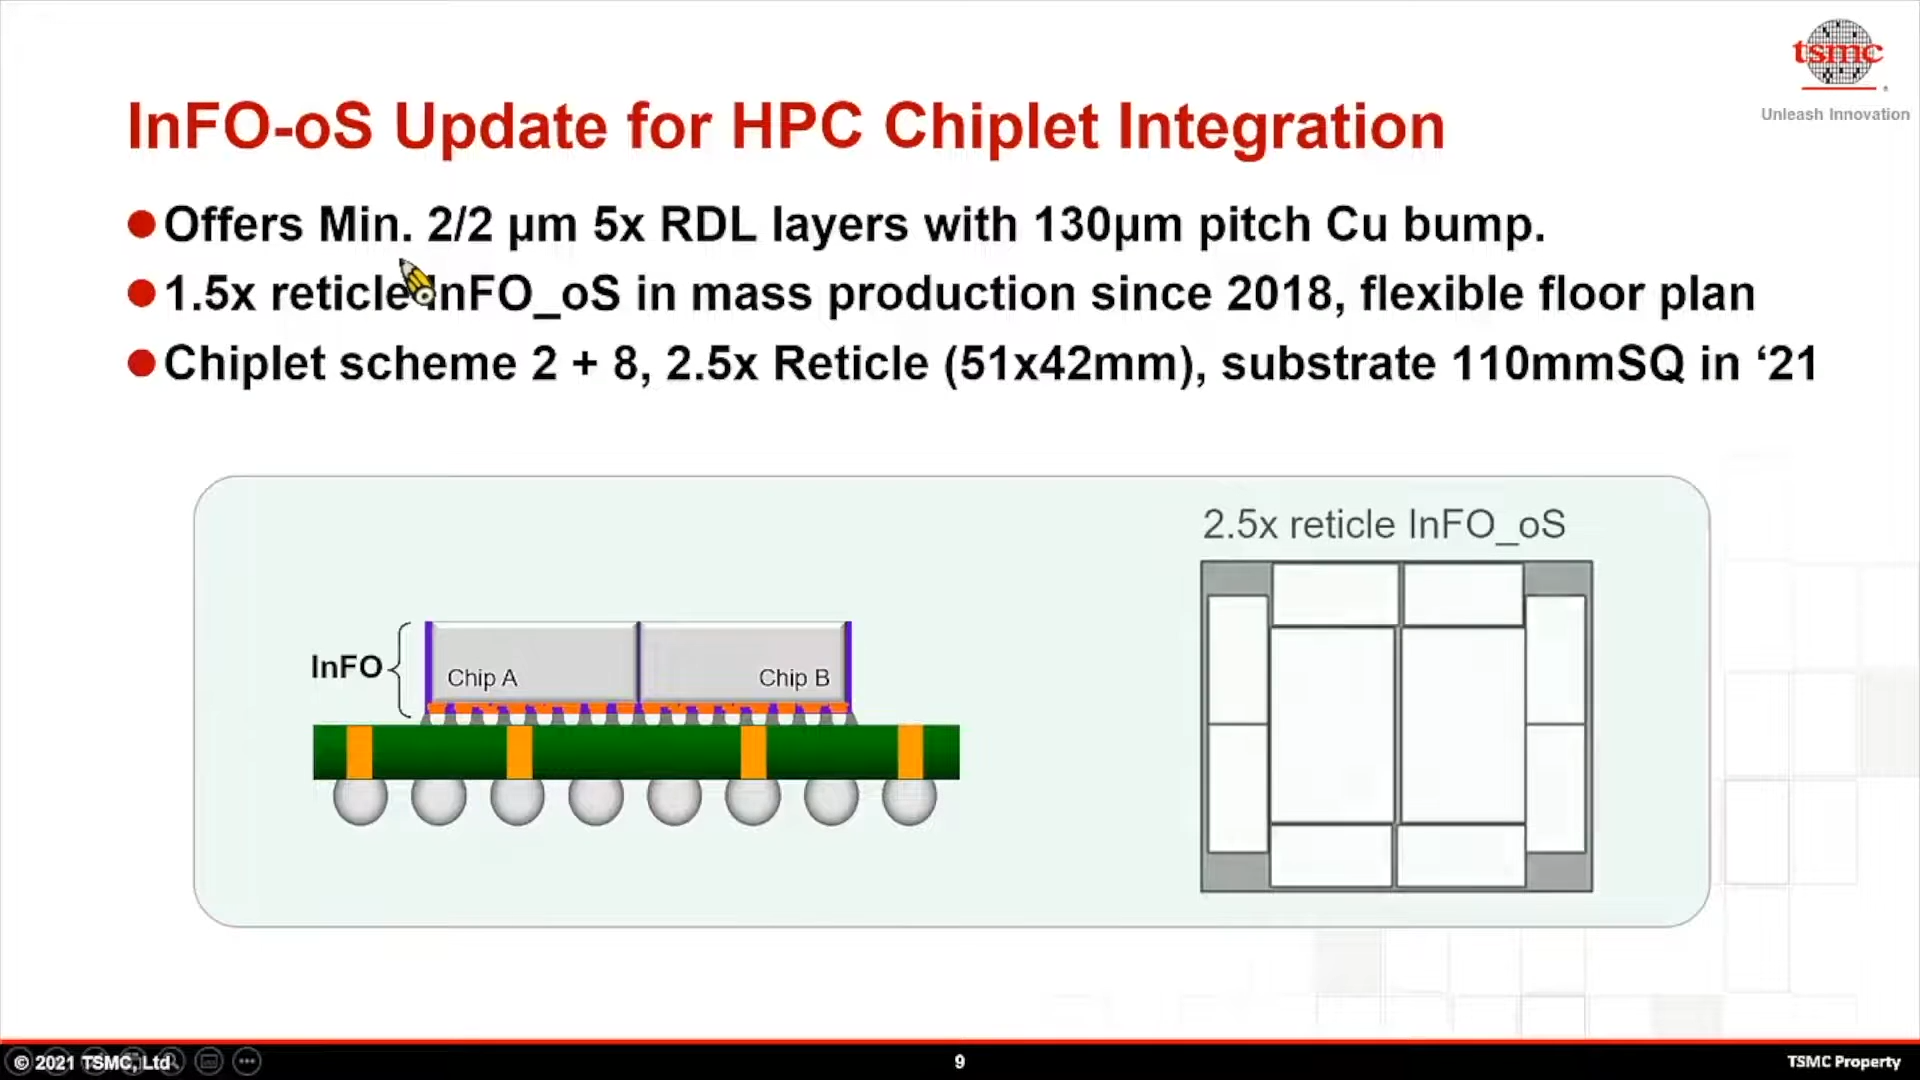 tsmc
Unleash Innovation
InFO-oS Update for HPC Chiplet Integration
Offers Min. 2/2 µm 5x RDL layers with 130µm pitch Cu bump.
1.5x reticle InFO_oS in mass production since 2018, flexible floor plan
Chiplet scheme 2 + 8, 2.5x Reticle (51x42mm), substrate 110mmSQ in ‘21
2.5x reticle InFO_oS
InFO
Chip A
Chip B
© 2021 TSMC, Ltd
9
TSMC Property